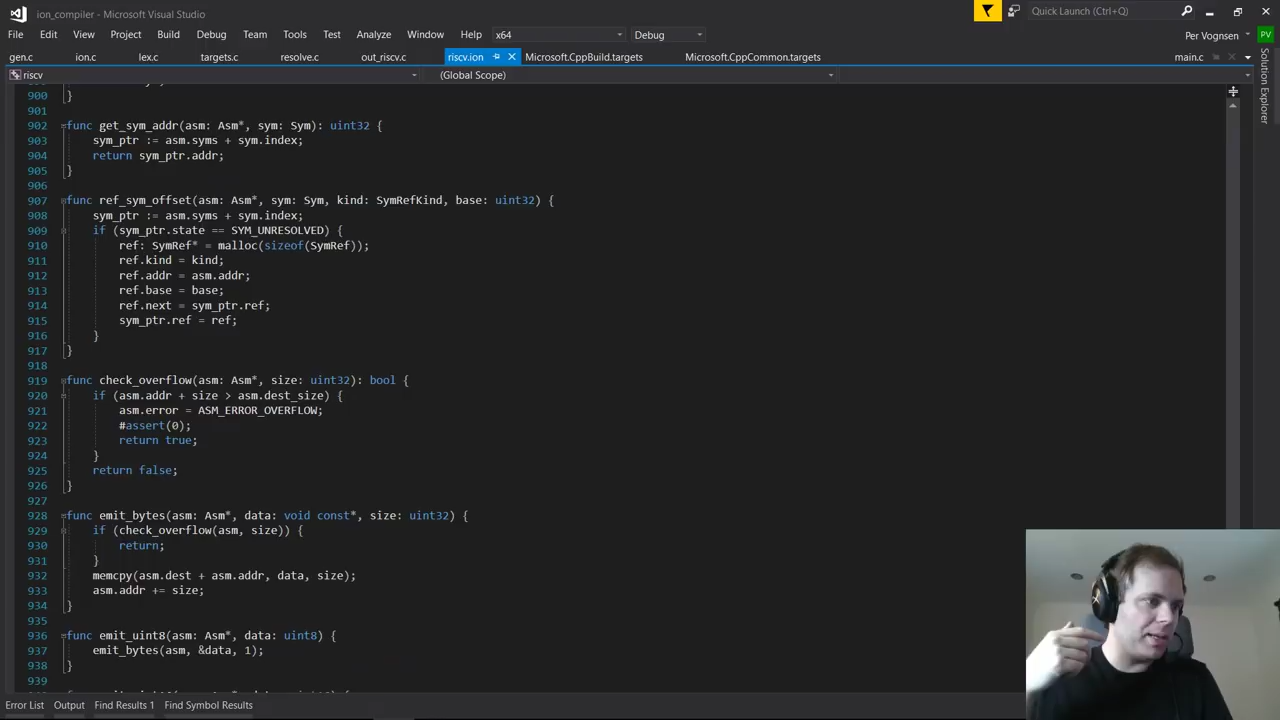 ion_compiler - Microsoft Visual Studio
Quick Launch (Ctrl+Q)
File Edit View Project Build Debug Team Tools Test Analyze Window Help x64 Debug Per Vognsen PV
gen.c ion.c lex.c targets.c resolve.c out_riscv.c riscv.ion Microsoft.CppBuild.targets Microsoft.CppCommon.targets main.c
riscv (Global Scope)
Solution Explorer
900 }
901
902 func get_sym_addr(asm: Asm*, sym: Sym): uint32 {
903 sym_ptr := asm.syms + sym.index;
904 return sym_ptr.addr;
905 }
906
907 func ref_sym_offset(asm: Asm*, sym: Sym, kind: SymRefKind, base: uint32) {
908 sym_ptr := asm.syms + sym.index;
909 if (sym_ptr.state == SYM_UNRESOLVED) {
910 ref: SymRef* = malloc(sizeof(SymRef));
911 ref.kind = kind;
912 ref.addr = asm.addr;
913 ref.base = base;
914 ref.next = sym_ptr.ref;
915 sym_ptr.ref = ref;
916 }
917 }
918
919 func check_overflow(asm: Asm*, size: uint32): bool {
920 if (asm.addr + size > asm.dest_size) {
921 asm.error = ASM_ERROR_OVERFLOW;
922 #assert(0);
923 return true;
924 }
925 return false;
926 }
927
928 func emit_bytes(asm: Asm*, data: void const*, size: uint32) {
929 if (check_overflow(asm, size)) {
930 return;
931 }
932 memcpy(asm.dest + asm.addr, data, size);
933 asm.addr += size;
934 }
935
936 func emit_uint8(asm: Asm*, data: uint8) {
937 emit_bytes(asm, &data, 1);
938 }
939
Error List Output Find Results 1 Find Symbol Results